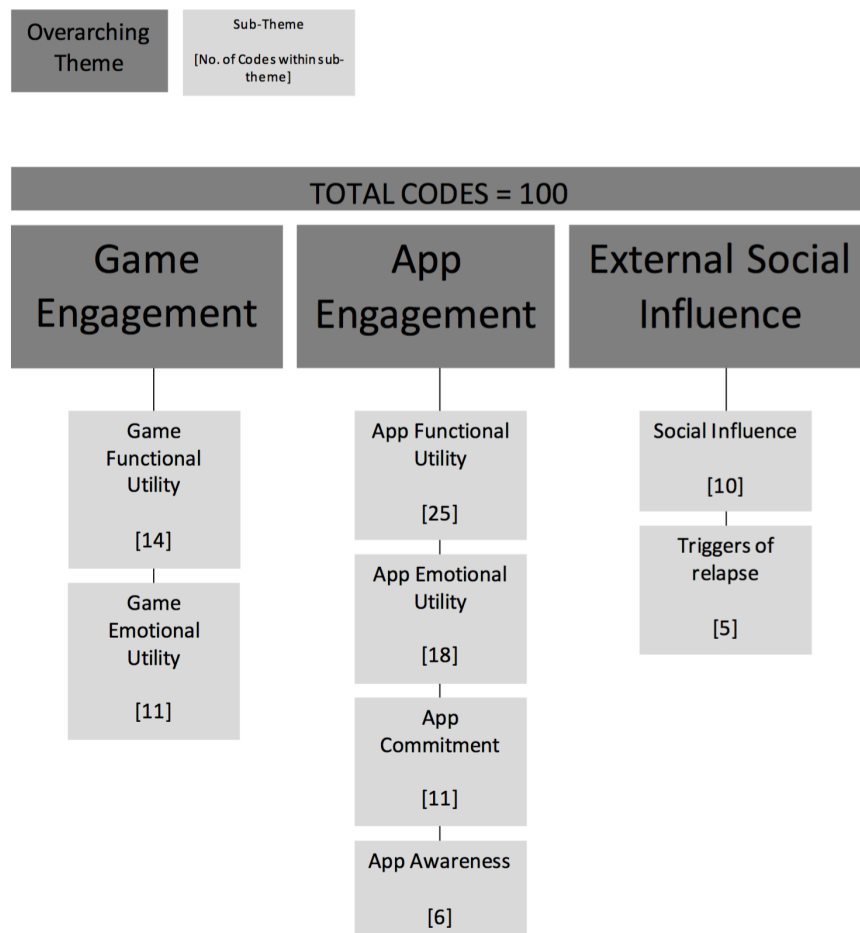 Overarching
Theme
Sub-Theme
[No. of Codes within sub-
theme]
TOTAL CODES = 100
Game
Engagement
App
Engagement
External Social
Influence
Game
Functional
Utility
[14]
Game
Emotional
Utility
[11]
App Functional
Utility
[25]
App Emotional
Utility
[18]
App
Commitment
[11]
App Awareness
[6]
Social Influence
[10]
Triggers of
relapse
[5]